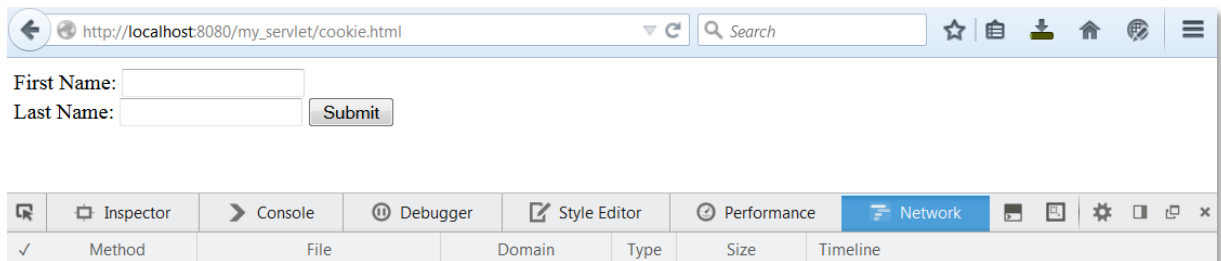 http://localhost:8080/my_servlet/cookie.html Search
First Name:
Last Name: Submit
Inspector Console Debugger Style Editor Performance Network
✓ Method File Domain Type Size Timeline